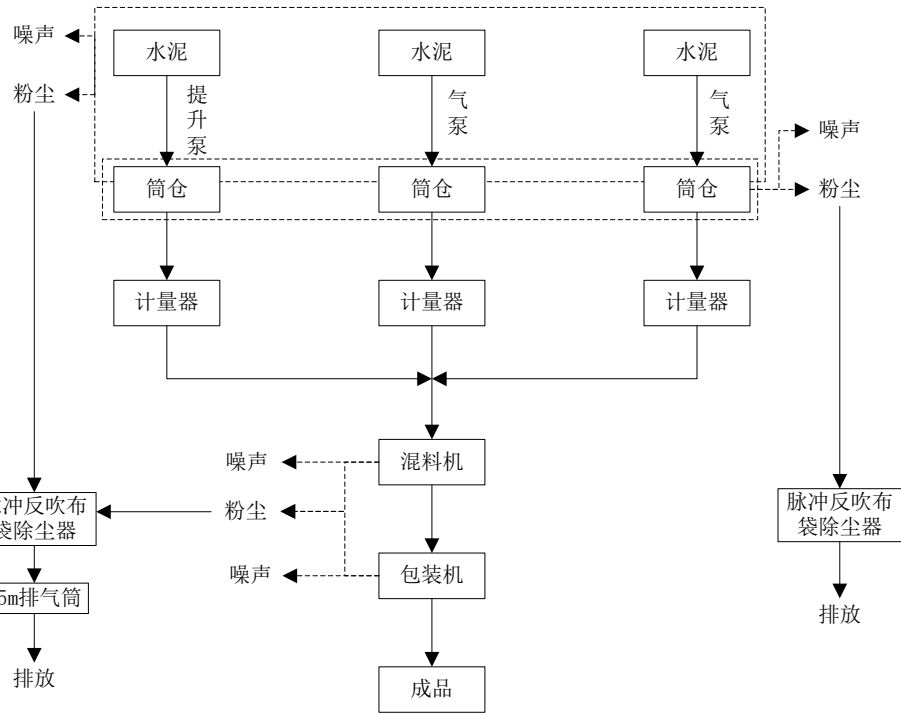 噪声
水泥
水泥
水泥
粉尘
提升泵
气泵
气泵
噪声
筒仓
筒仓
筒仓
粉尘
计量器
计量器
计量器
噪声
混料机
粉尘
冲反吹布
袋除尘器
脉冲反吹布
袋除尘器
噪声
包装机
5m排气筒
排放
排放
成品